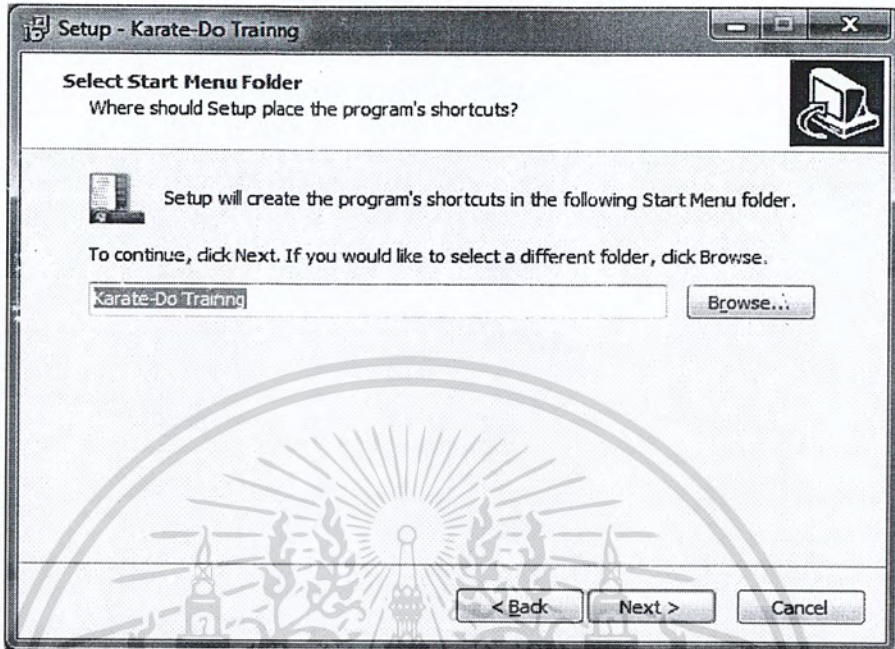 Setup - Karate-Do Trainng
Select Start Menu Folder
Where should Setup place the program's shortcuts?
Setup will create the program's shortcuts in the following Start Menu folder.
To continue, click Next. If you would like to select a different folder, click Browse.
Karate-Do Trainng
Browse...
< Back
Next >
Cancel